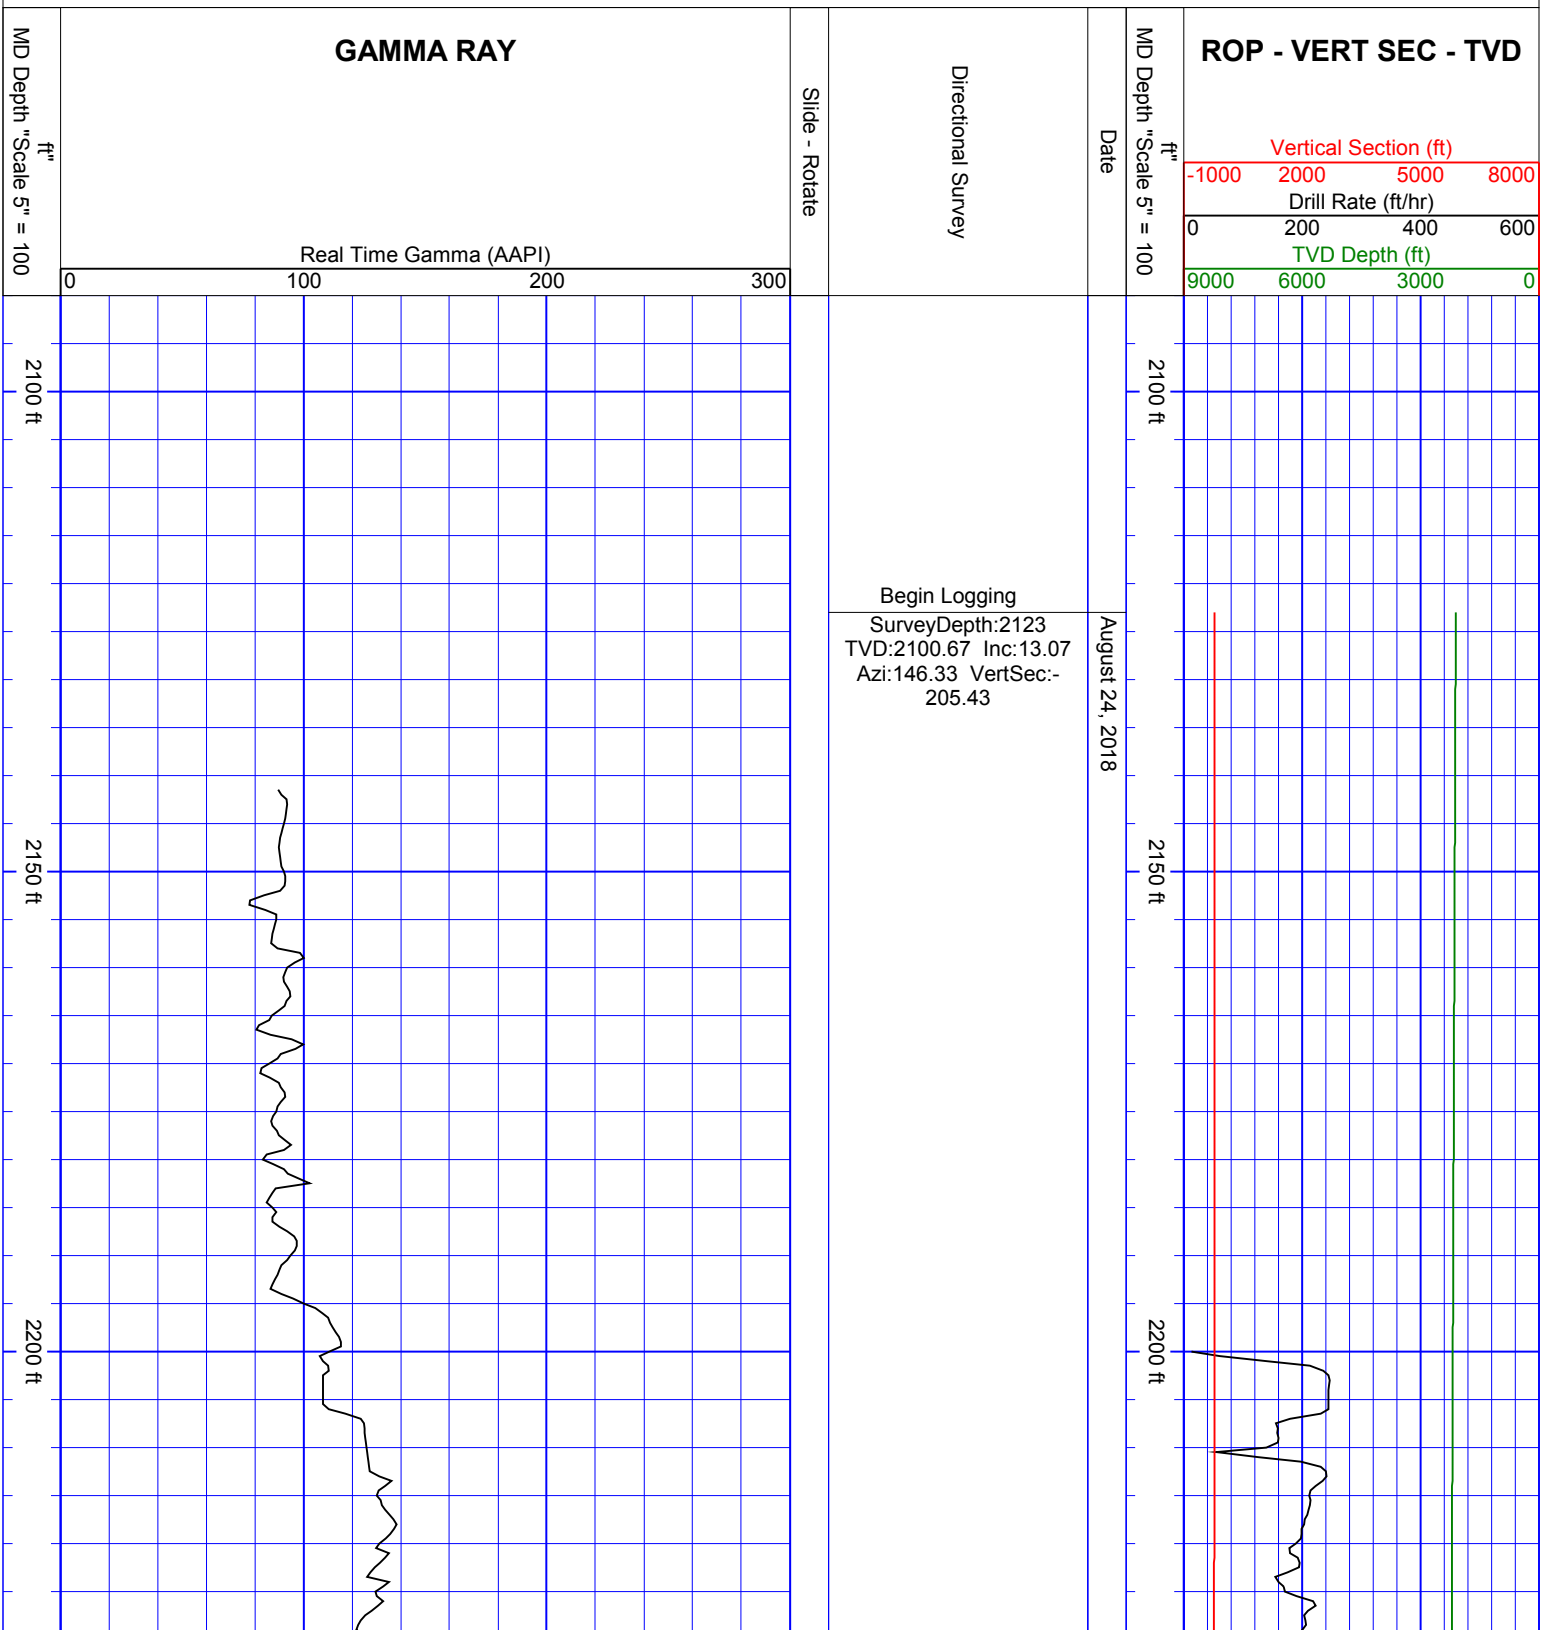 GAMMA RAY
ROP - VERT SEC - TVD
MD Depth "Scale 5" = 100
ft"
Slide - Rotate
Directional Survey
Date
MD Depth "Scale 5" = 100
ft"
Vertical Section (ft)
-1000 2000 5000 8000
Drill Rate (ft/hr)
0 200 400 600
TVD Depth (ft)
9000 6000 3000 0
Real Time Gamma (AAPI)
0 100 200 300
2100 ft
2100 ft
Begin Logging
SurveyDepth:2123
TVD:2100.67 Inc:13.07
Azi:146.33 VertSec:-
205.43
August 24, 2018
2150 ft
2150 ft
2200 ft
2200 ft